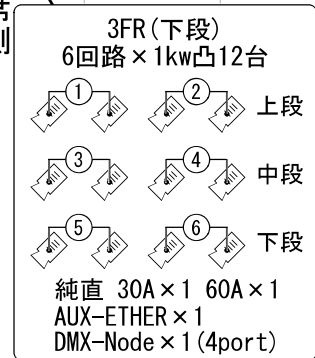 席
側
3FR(下段)
6回路×1kw凸12台
① ② 上段
③ ④ 中段
⑤ ⑥ 下段
純直 30A×1 60A×1
AUX-ETHER×1
DMX-Node×1(4port)